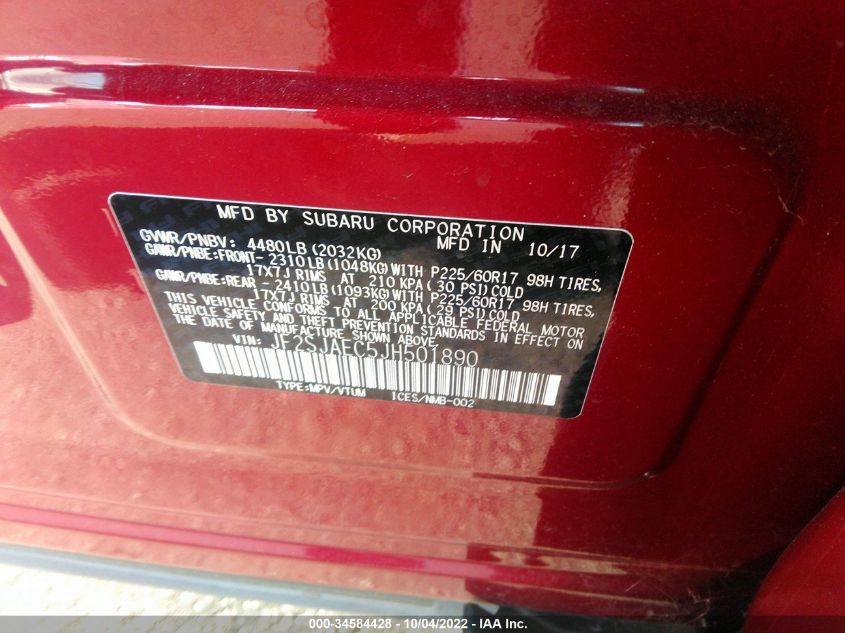 MFD BY SUBARU CORPORATION
GVWR/PNBV: 4480LB (2032KG) MFD IN 10/17
GAWR/PNBE:FRONT- 2310LB(1048KG)WITH P225/60R17 98H TIRES,
17X7J RIMS AT 210 KPA( 30 PSI)COLD
GAWR/PNBE:REAR - 2410LB(1093KG)WITH P225/60R17 98H TIRES,
17X7J RIMS AT 200 KPA( 29 PSI)COLD
THIS VEHICLE CONFORMS TO ALL APPLICABLE FEDERAL MOTOR
VEHICLE SAFETY AND THEFT PREVENTION STANDARDS IN EFFECT ON
THE DATE OF MANUFACTURE SHOWN ABOVE.
VIN: JF2SJAEC5JH501890
TYPE:MPV/VTUM ICES/NMB-002
000-34584428 - 10/04/2022 - IAA Inc.